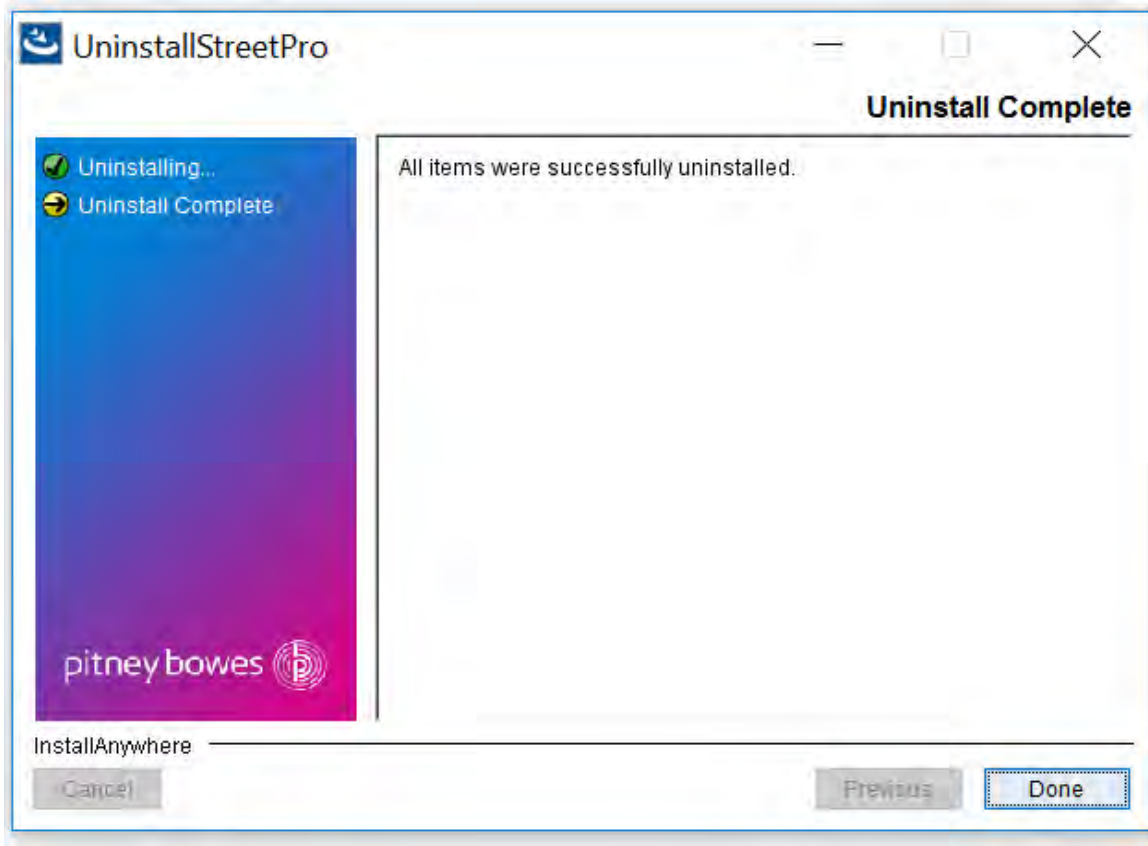 UninstallStreetPro
Uninstall Complete
Uninstalling...
Uninstall Complete
All items were successfully uninstalled.
pitney bowes
InstallAnywhere
Cancel
Previous
Done